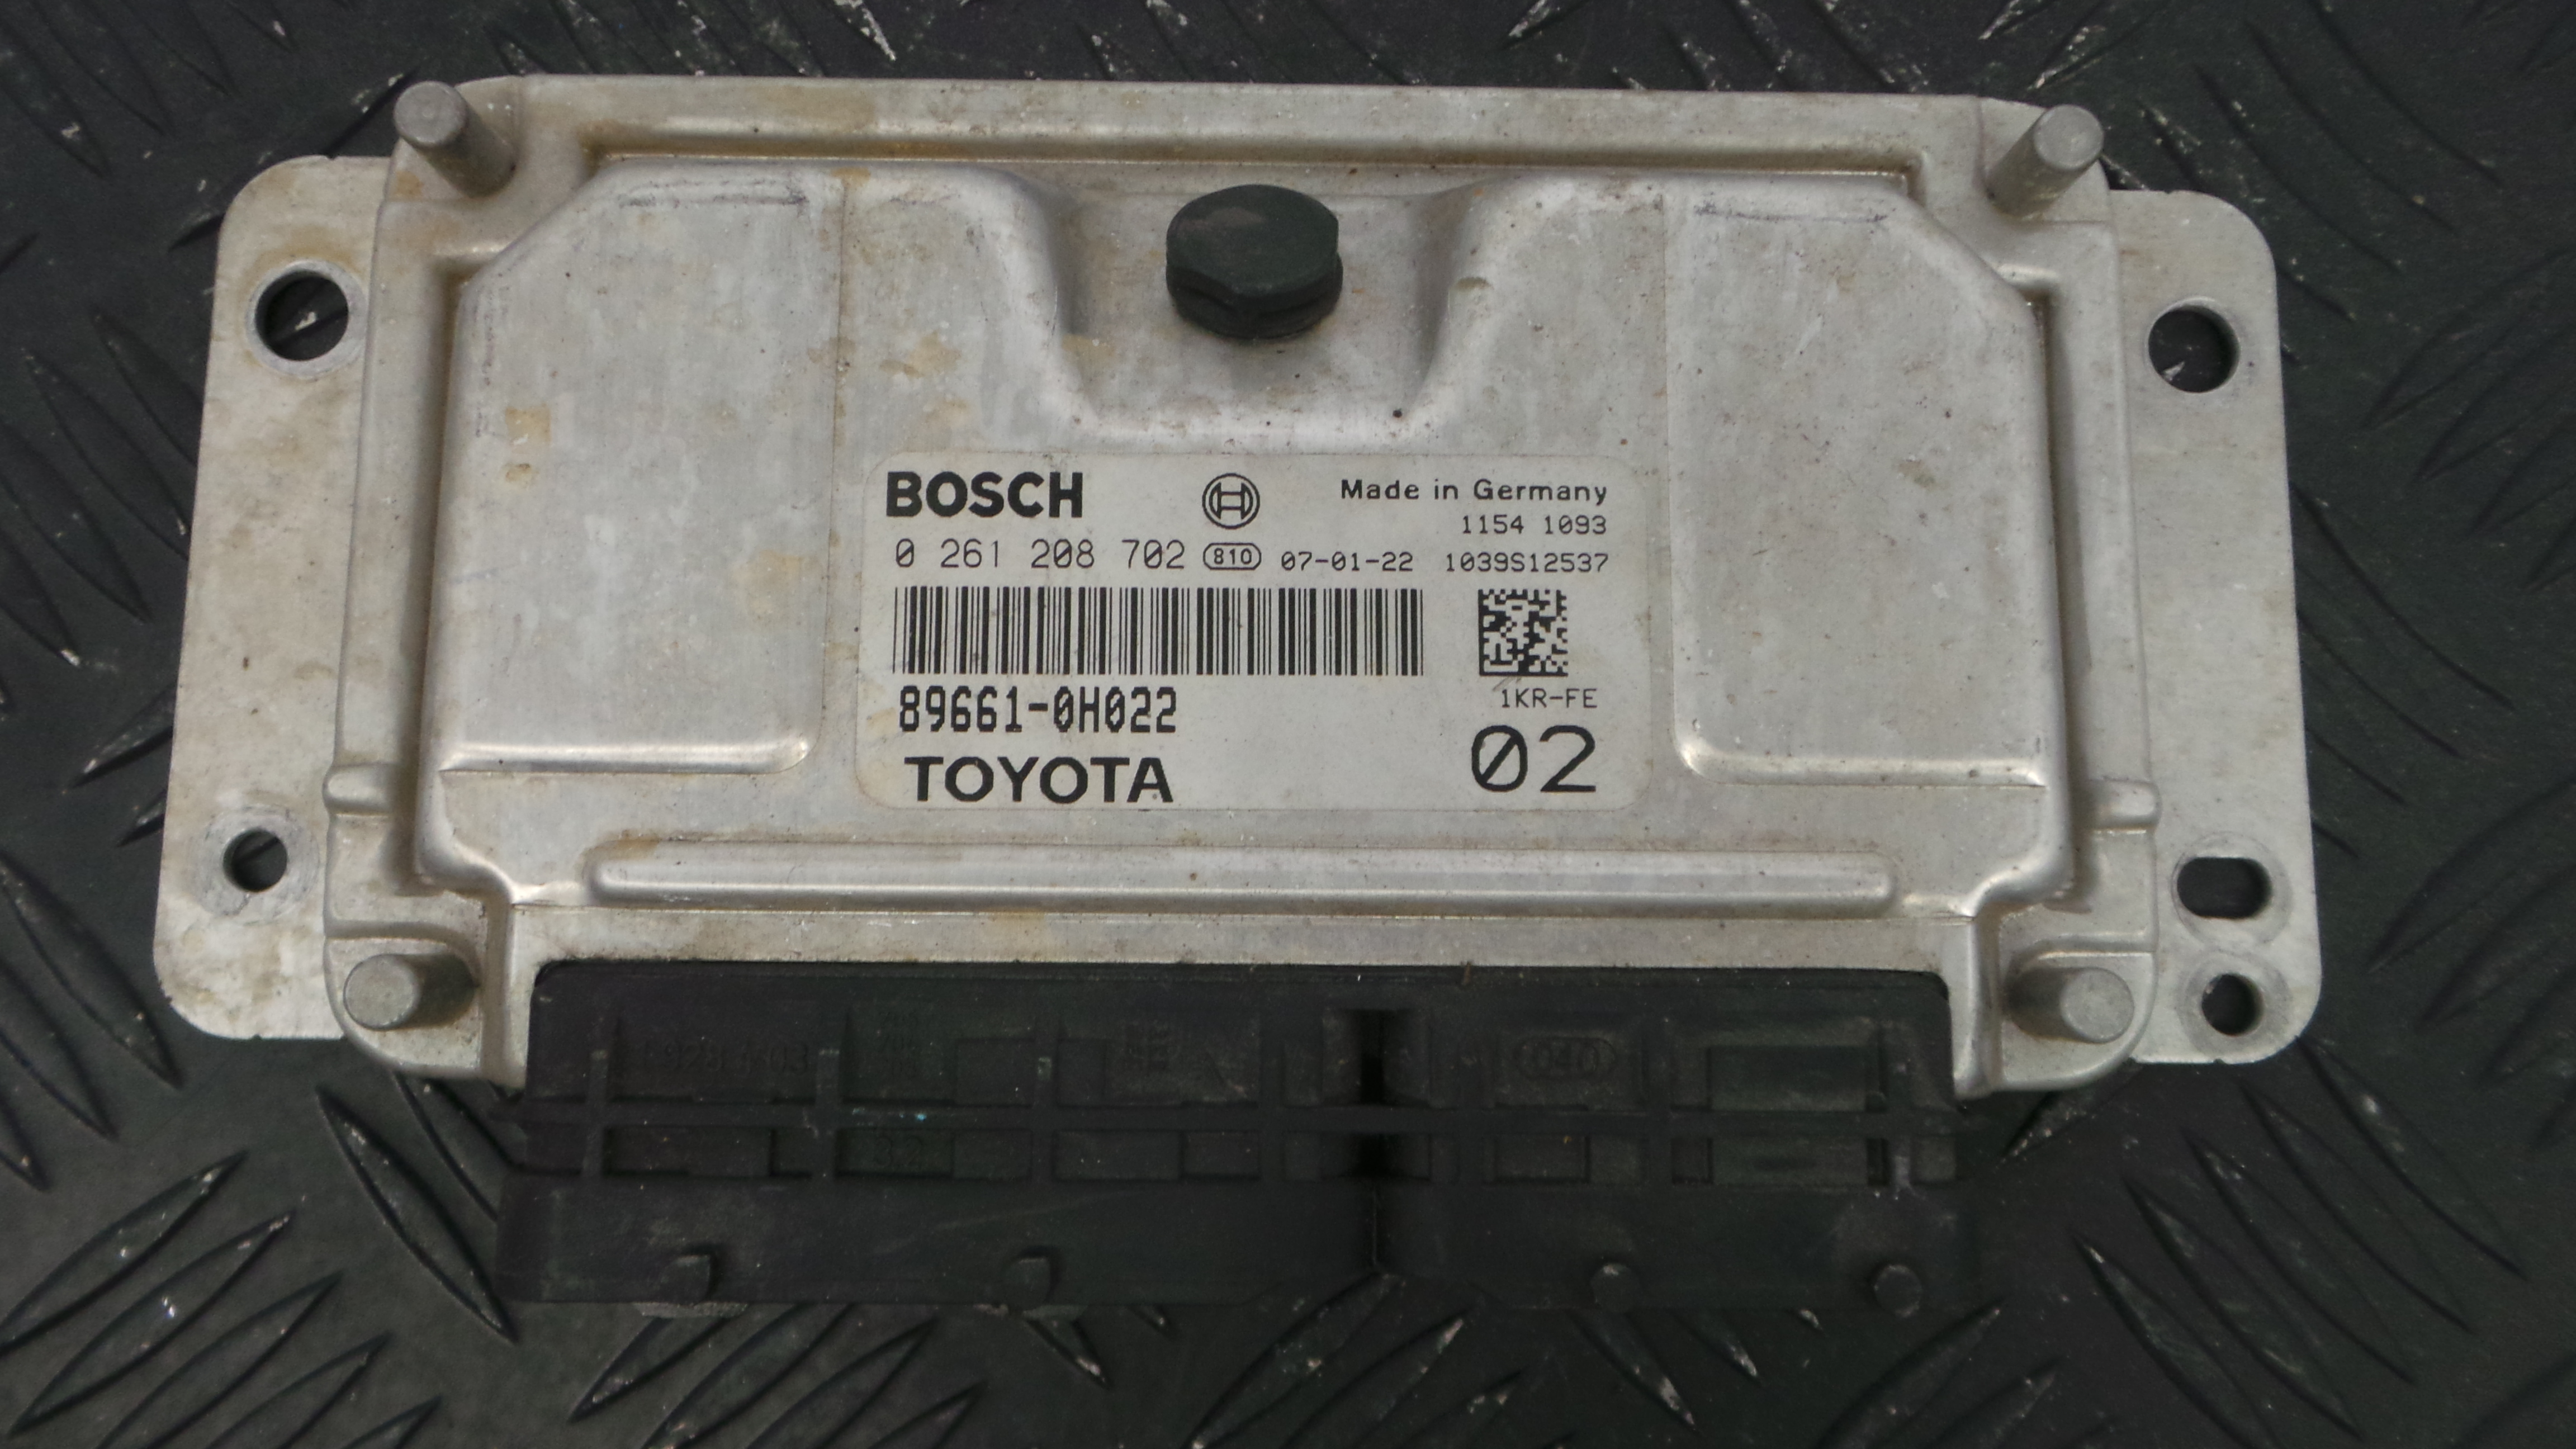 BOSCH
Made in Germany
1154 1093
0 261 208 702 810 07-01-22 1039S12537
89661-0H022
1KR-FE
TOYOTA
02